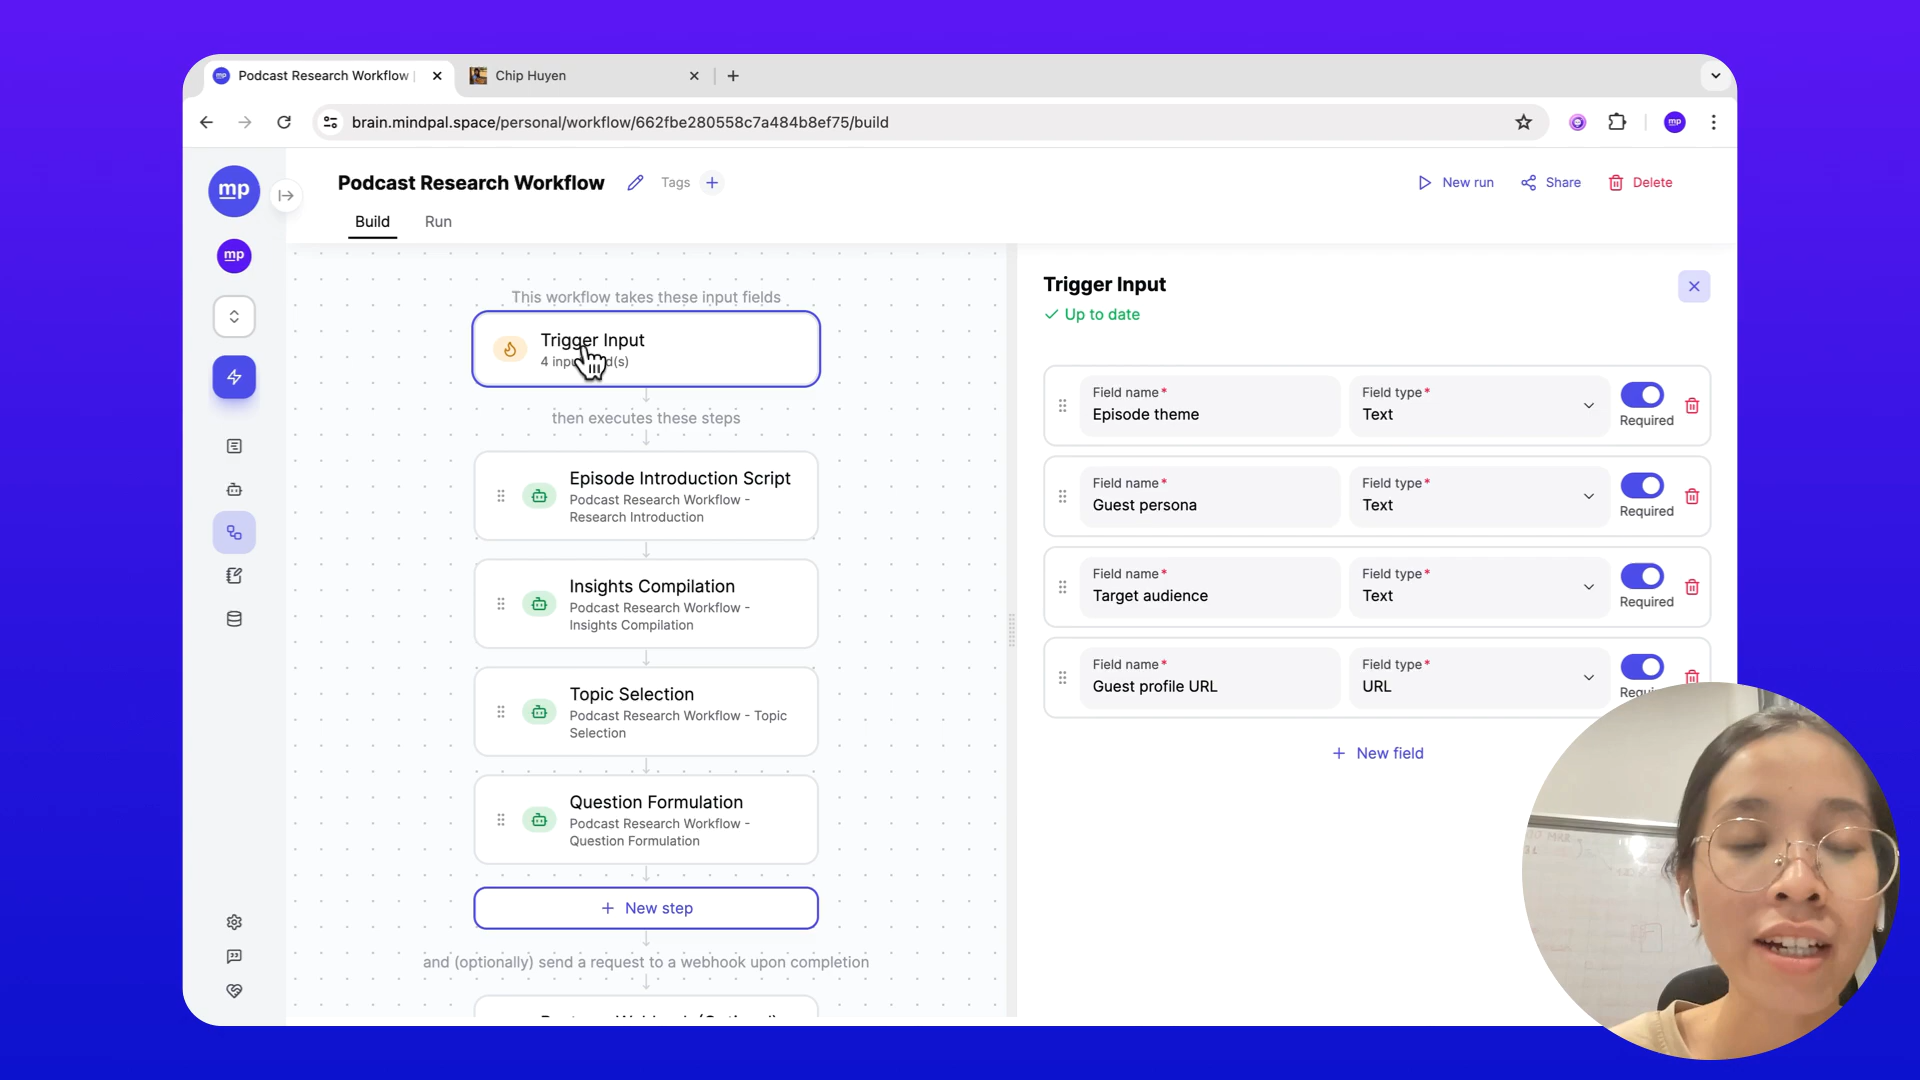 Podcast Research Workflow |
Chip Huyen
brain.mindpal.space/personal/workflow/662fbe280558c7a484b8ef75/build
mp
mp
mp
mp
Podcast Research Workflow
Tags
New run
Share
Delete
Build
Run
This workflow takes these input fields
Trigger Input
4
then executes these steps
Episode Introduction Script
Podcast Research Workflow -
Research Introduction
Insights Compilation
Podcast Research Workflow -
Insights Compilation
Topic Selection
Podcast Research Workflow - Topic
Selection
Question Formulation
Podcast Research Workflow -
Question Formulation
+ New step
and (optionally) send a request to a webhook upon completion
Trigger Input
Up to date
Field name*
Episode theme
Field type*
Text
Required
Field name*
Guest persona
Field type*
Text
Required
Field name*
Target audience
Field type*
Text
Required
Field name*
Guest profile URL
Field type*
URL
+ New field